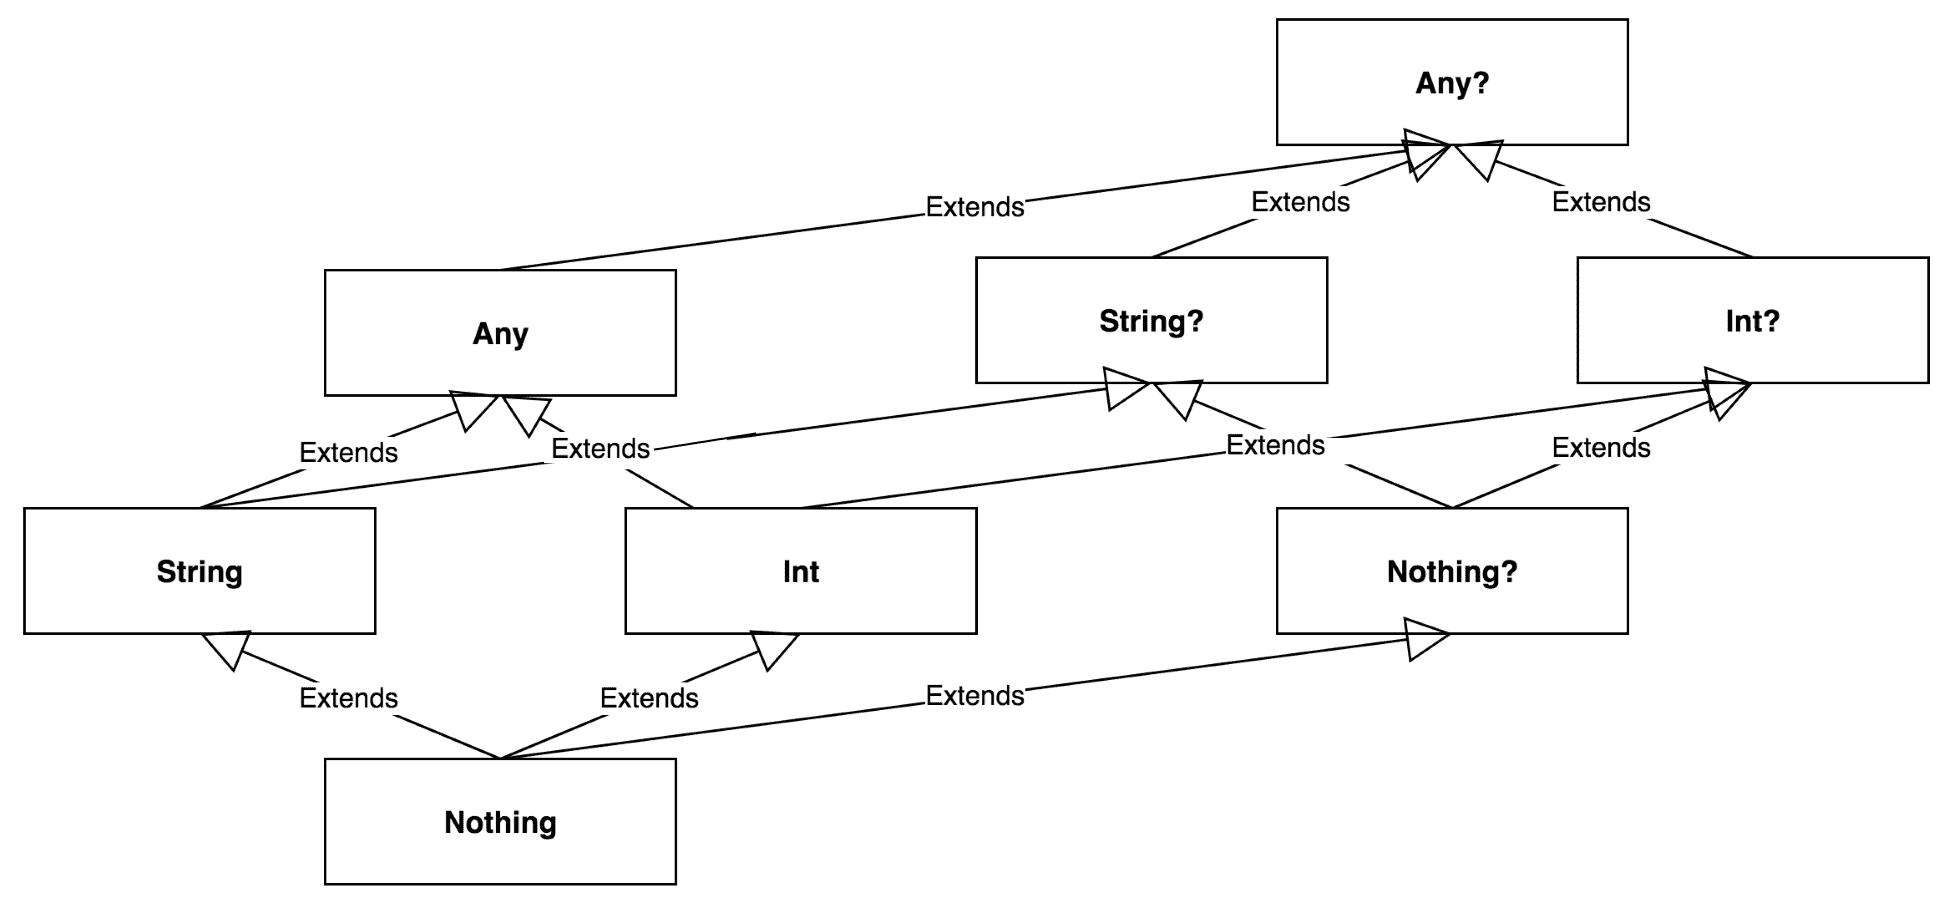 Any?
Extends
Extends
Extends
Any
String?
Int?
Extends
Extends
Extends
Extends
String
Int
Nothing?
Extends
Extends
Extends
Nothing